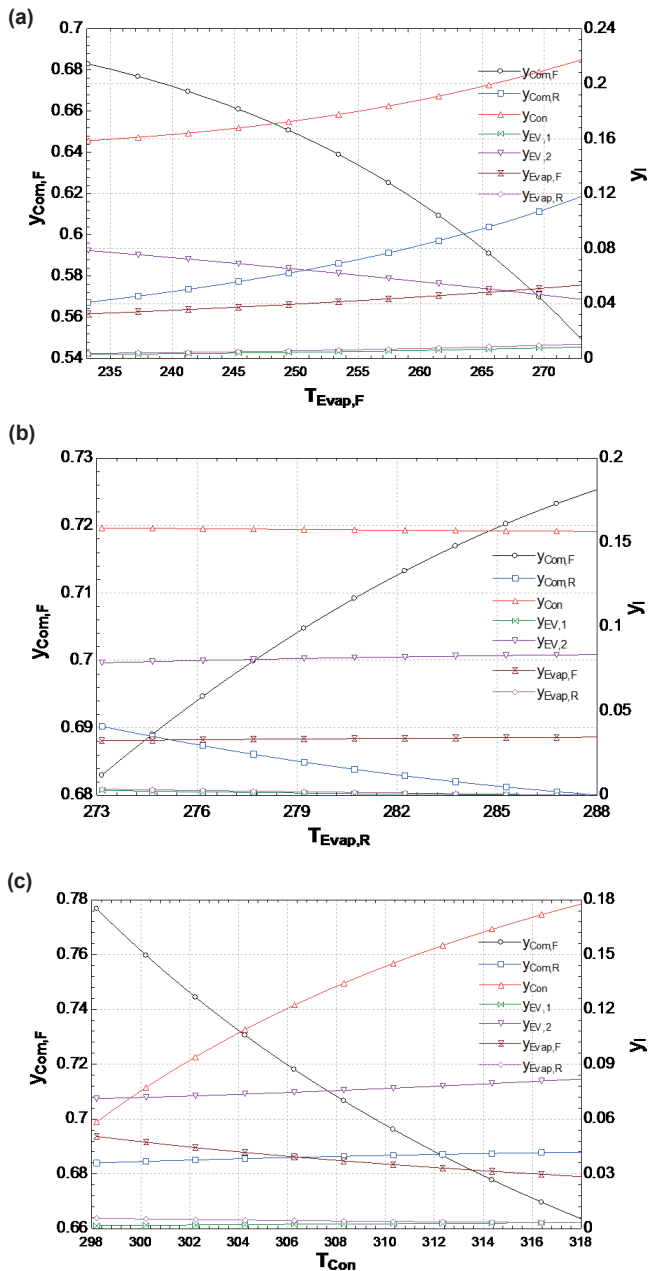 (a)
0.7
0.68
0.66
0.64
0.62
0.6
0.58
0.56
0.54
yCom,F
0.24
0.2
0.16
0.12
0.08
0.04
0
yi
yCom,F
yCom,R
yCon
yEV,1
yEV,2
yEvap,F
yEvap,R
235 240 245 250 255 260 265 270
TEvap,F
(b)
0.73
0.72
0.71
0.7
0.69
0.68
yCom,F
0.2
0.15
0.1
0.05
0
yi
yCom,F
yCom,R
yCon
yEV,1
yEV,2
yEvap,F
yEvap,R
273 276 279 282 285 288
TEvap,R
(c)
0.78
0.76
0.74
0.72
0.7
0.68
0.66
yCom,F
0.18
0.15
0.12
0.09
0.06
0.03
0
yi
yCom,F
yCom,R
yCon
yEV,1
yEV,2
yEvap,F
yEvap,R
298 300 302 304 306 308 310 312 314 316 318
TCon